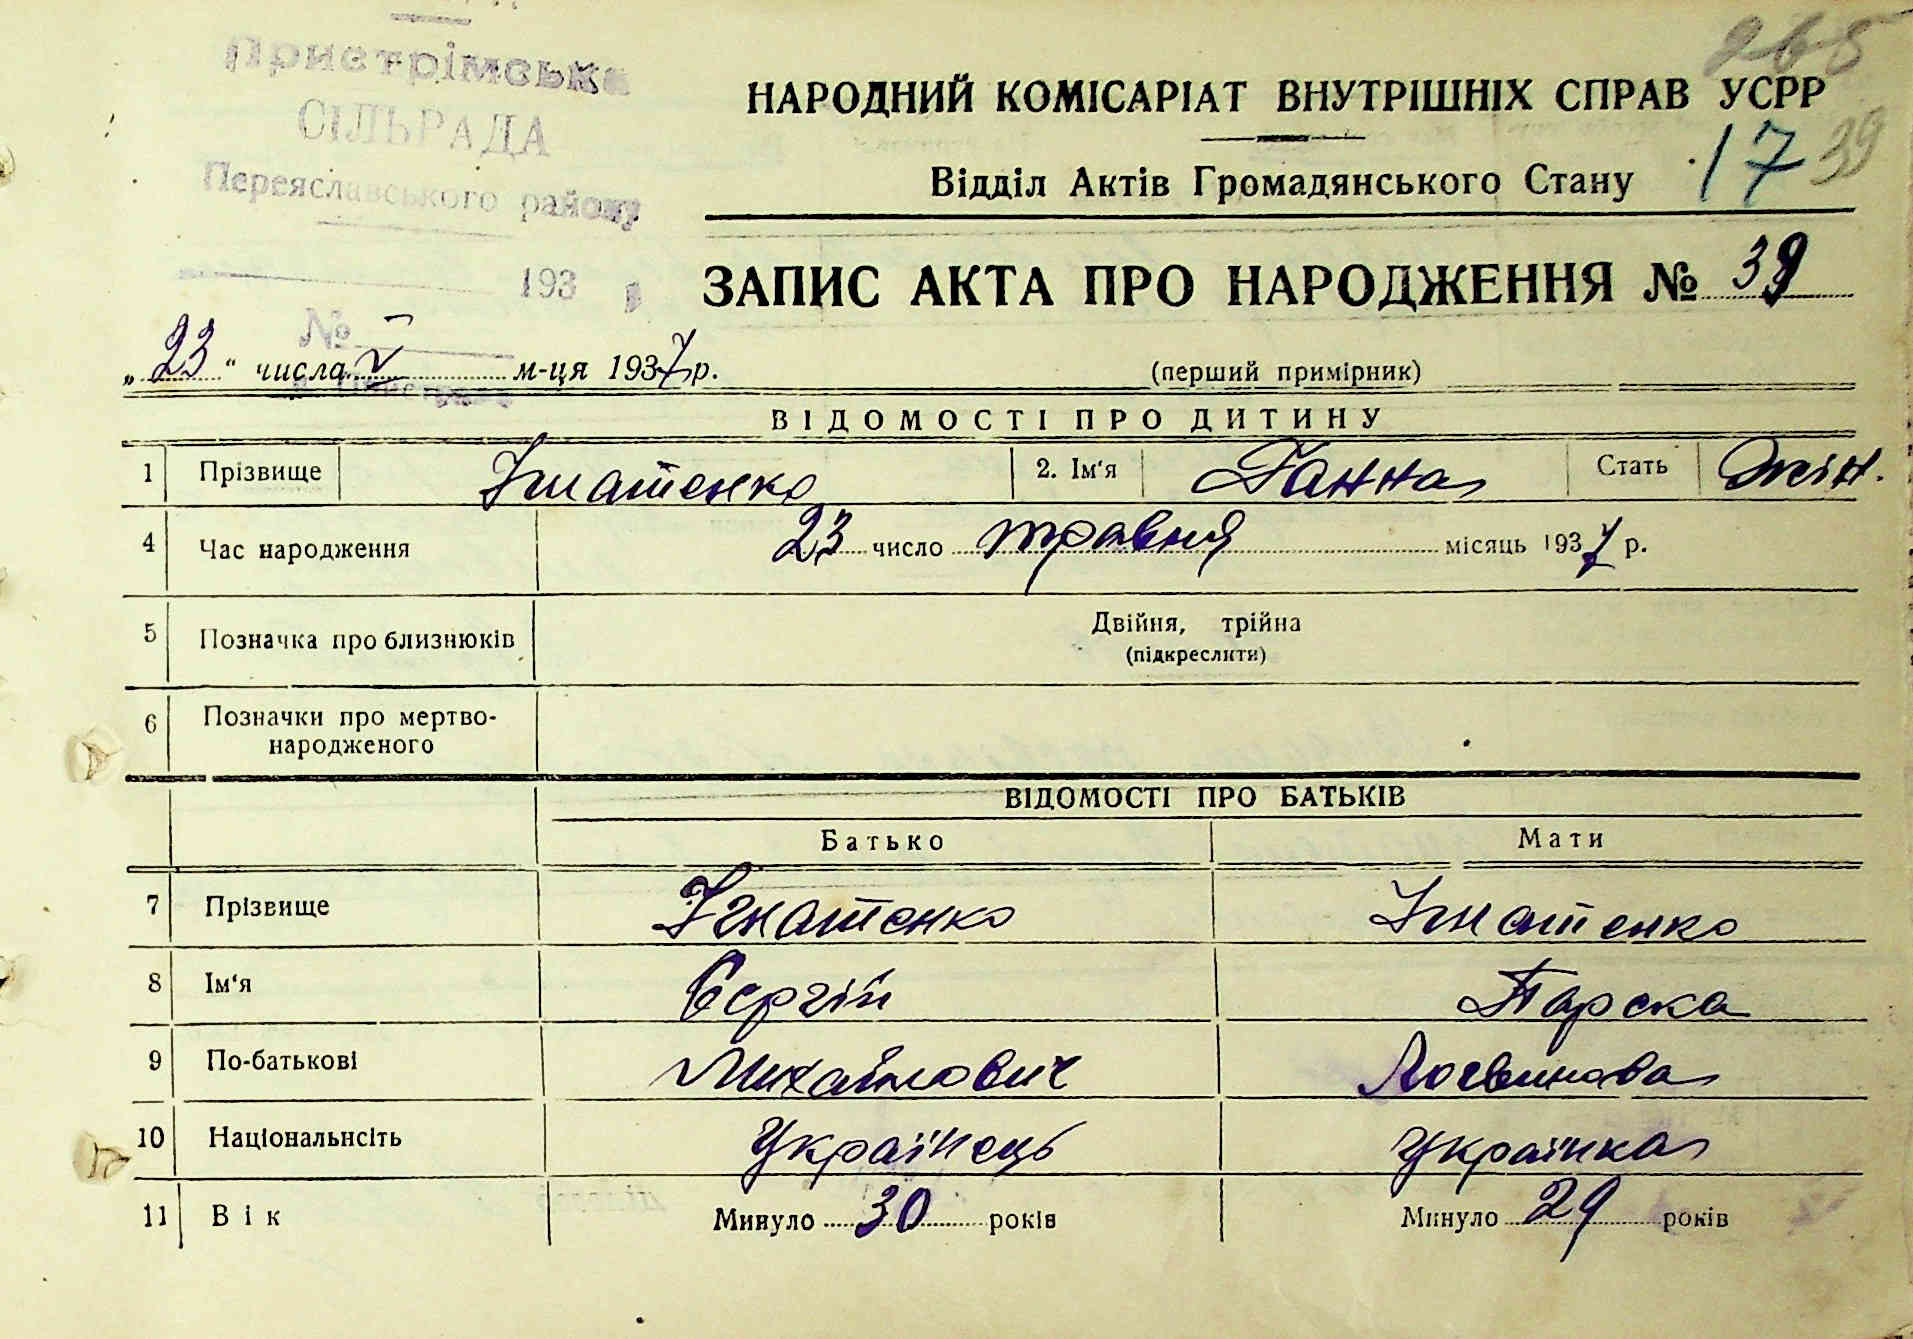 Пристрімська
СІЛЬРАДА
Переяславського району
193
№
265
НАРОДНИЙ КОМІСАРІАТ ВНУТРІШНІХ СПРАВ УСРР
Відділ Актів Громадянського Стану
17 39
ЗАПИС АКТА ПРО НАРОДЖЕННЯ № 39
„23“ числа V м-ця 1937 р.
(перший примірник)
ВІДОМОСТІ ПРО ДИТИНУ
1 Прізвище Ігнатенко 2. Ім'я Ганна Стать Жін.
4 Час народження 23 число травня місяць 1937 р.
5 Позначка про близнюків Двійня, трійна
(підкреслити)
6 Позначки про мертво-
народженого
ВІДОМОСТІ ПРО БАТЬКІВ
Батько Мати
7 Прізвище Ігнатенко Ігнатенко
8 Ім'я Сергій Параска
9 По-батькові Михайлович
10 Національнсіть Українець українка
11 Вік Минуло 30 років Минуло 29 років